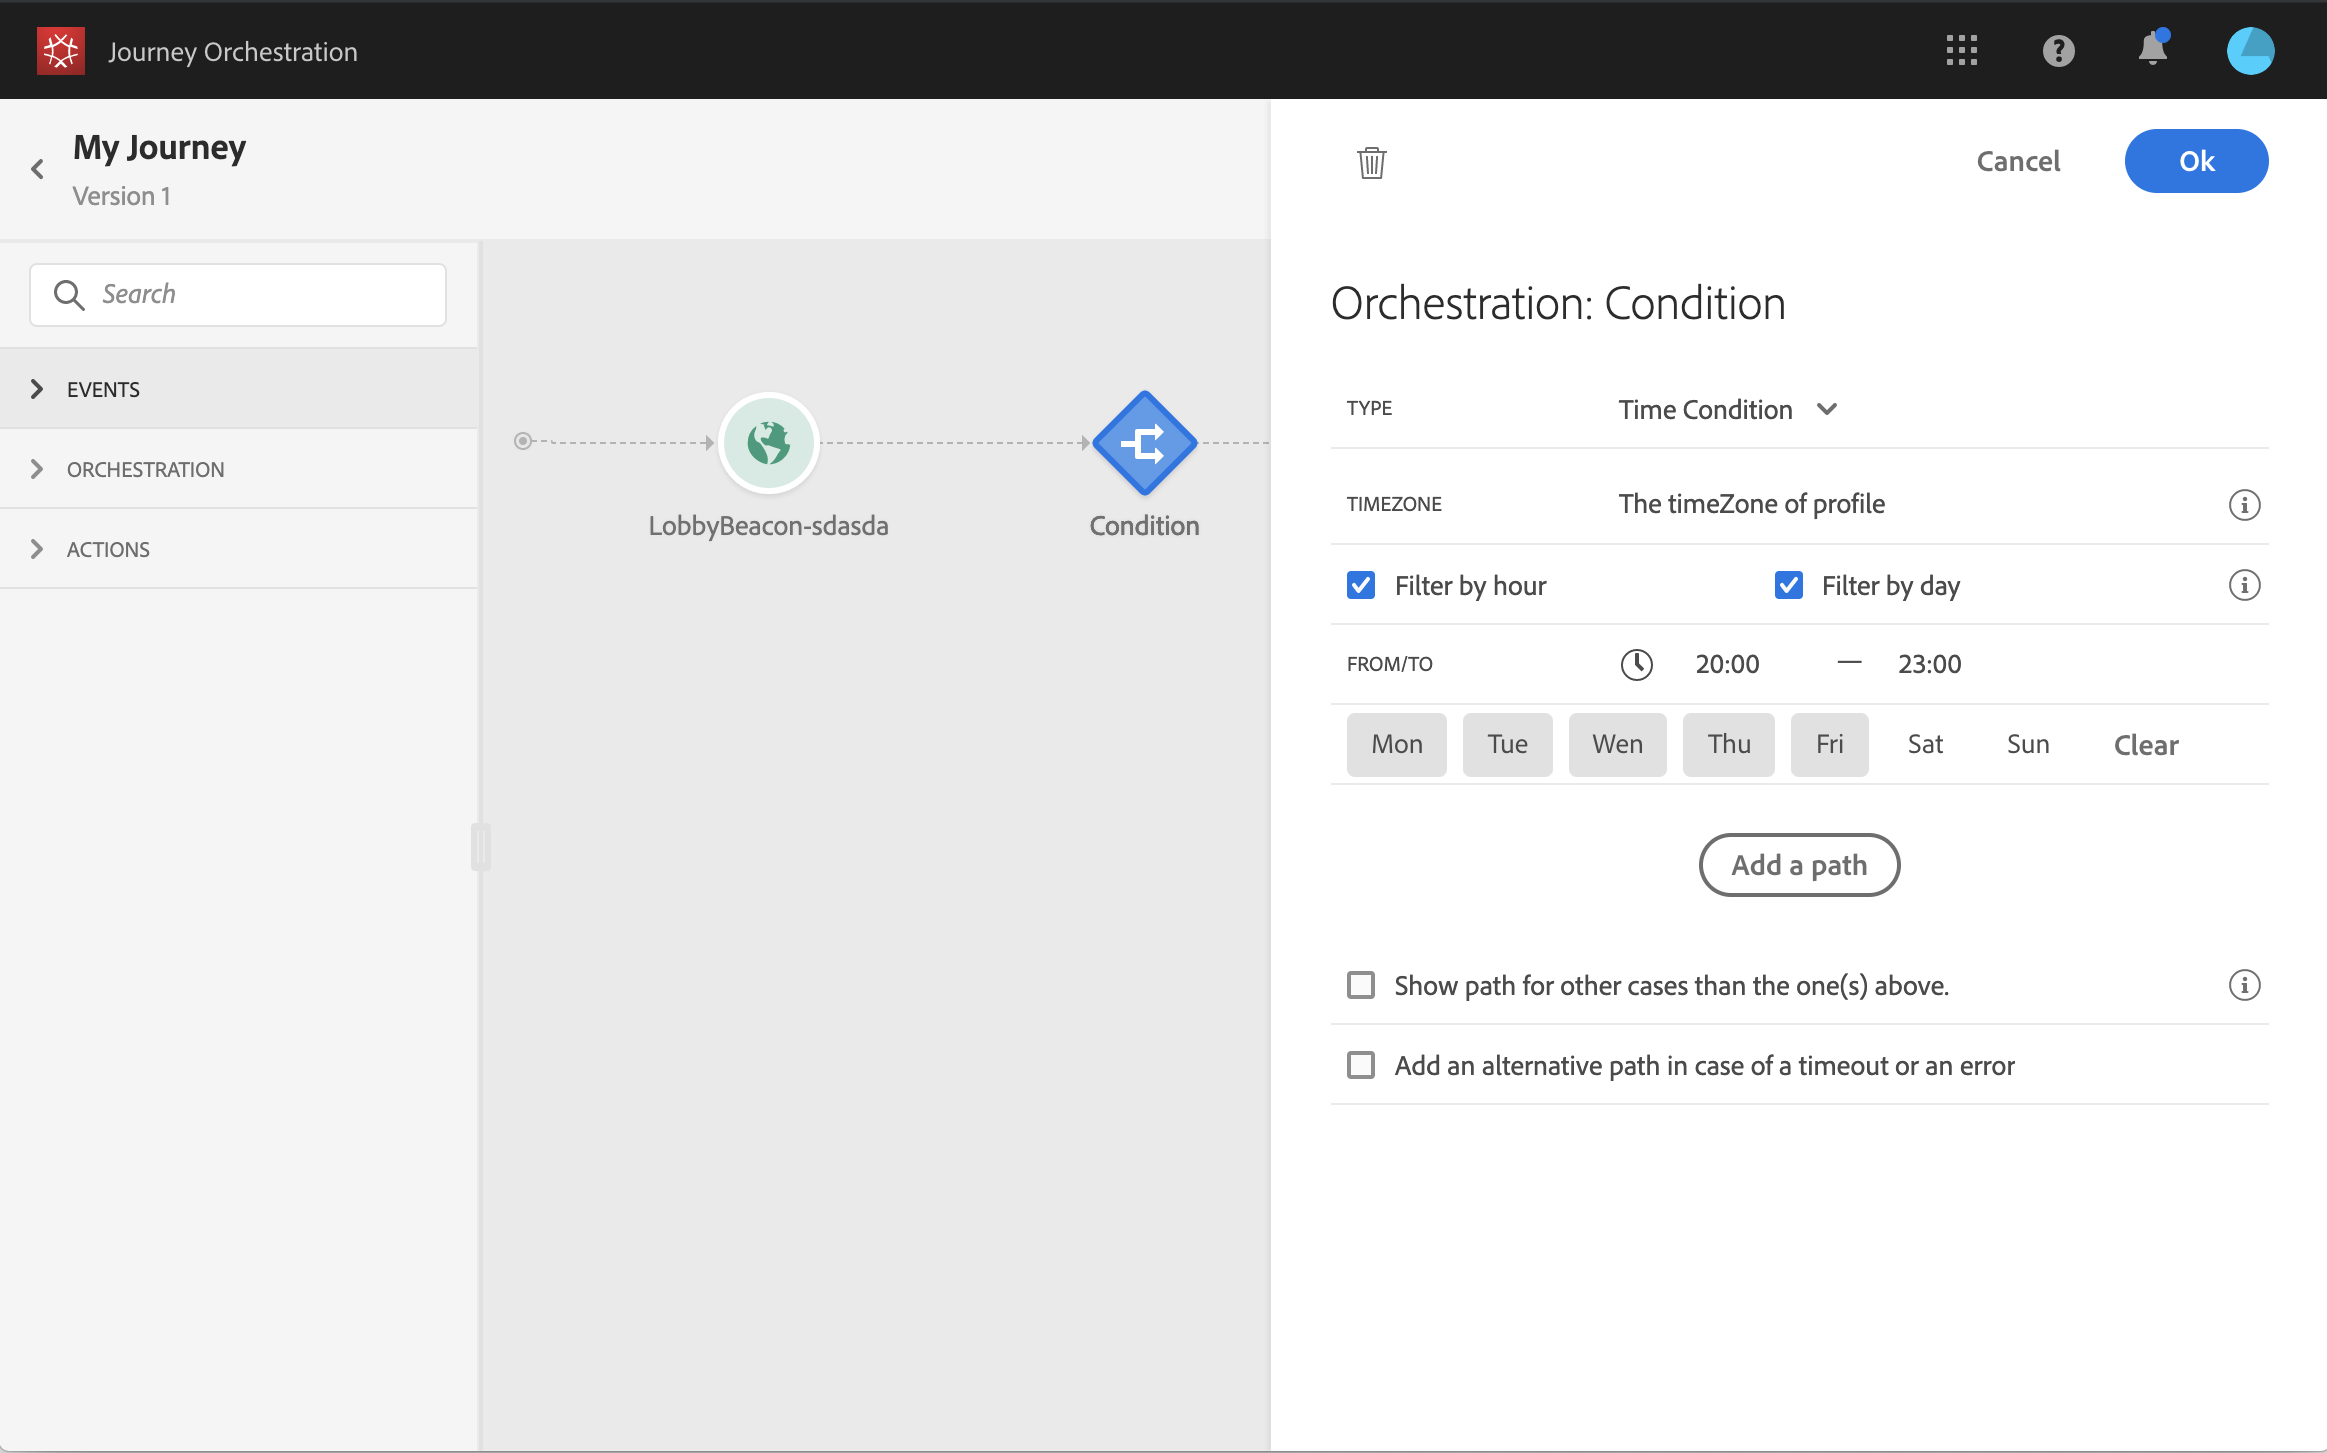 Journey Orchestration
My Journey
Version 1
Search
EVENTS
ORCHESTRATION
ACTIONS
LobbyBeacon-sdasda
Condition
Cancel
Ok
Orchestration: Condition
TYPE Time Condition
TIMEZONE The timeZone of profile
Filter by hour Filter by day
FROM/TO 20:00 — 23:00
Mon Tue Wen Thu Fri Sat Sun Clear
Add a path
Show path for other cases than the one(s) above.
Add an alternative path in case of a timeout or an error